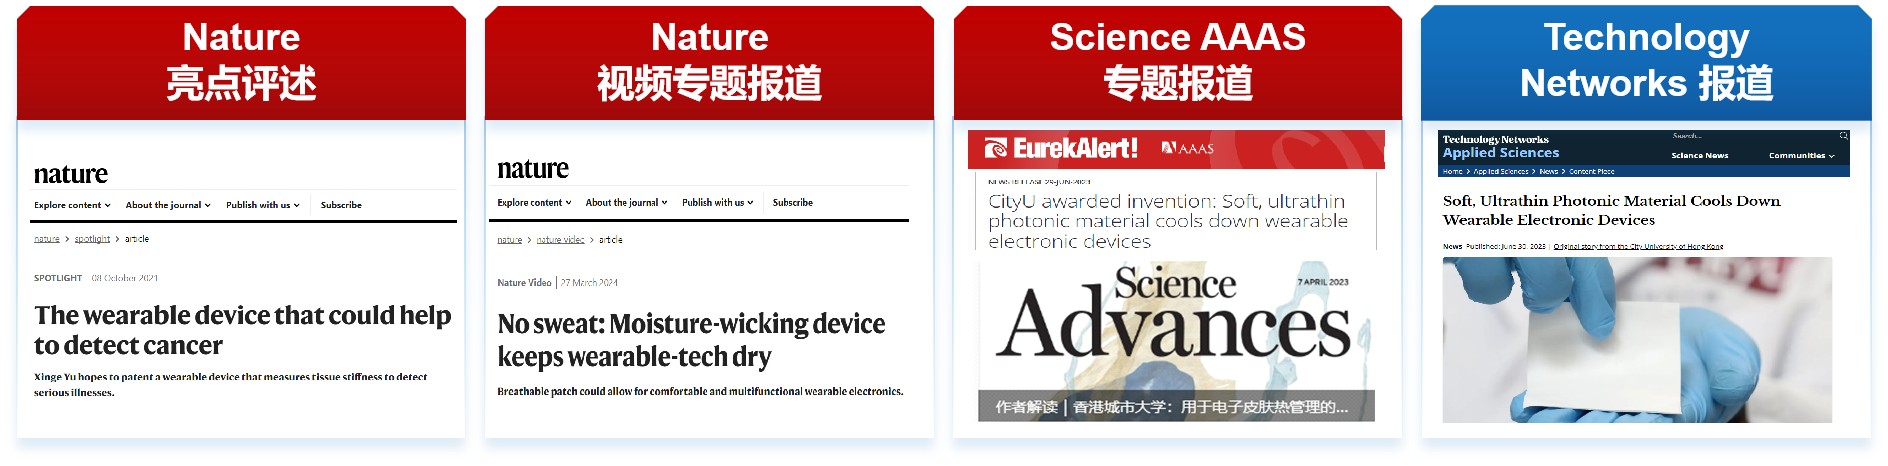 Nature
亮点评述
nature
Explore content
About the journal
Publish with us
Subscribe
nature > spotlight > article
SPOTLIGHT 08 October 2021
The wearable device that could help
to detect cancer
Xinge Yu hopes to patent a wearable device that measures tissue stiffness to detect
serious illnesses.
Nature
视频专题报道
nature
Explore content
About the journal
Publish with us
Subscribe
nature > nature video > article
Nature Video | 27 March 2024
No sweat: Moisture-wicking device
keeps wearable-tech dry
Breathable patch could allow for comfortable and multifunctional wearable electronics.
Science AAAS
专题报道
EurekAlert! AAAS
NEWS RELEASE 29-JUN-2023
CityU awarded invention: Soft, ultrathin
photonic material cools down wearable
electronic devices
Science
7 APRIL 2023
Advances
作者解读｜香港城市大学：用于电子皮肤热管理的...
Technology
Networks 报道
Technology Networks
Search...
Applied Sciences
Science News
Communities
Home > Applied Sciences > News > Content Piece
Soft, Ultrathin Photonic Material Cools Down
Wearable Electronic Devices
News Published: June 30, 2023 | Original story from the City University of Hong Kong